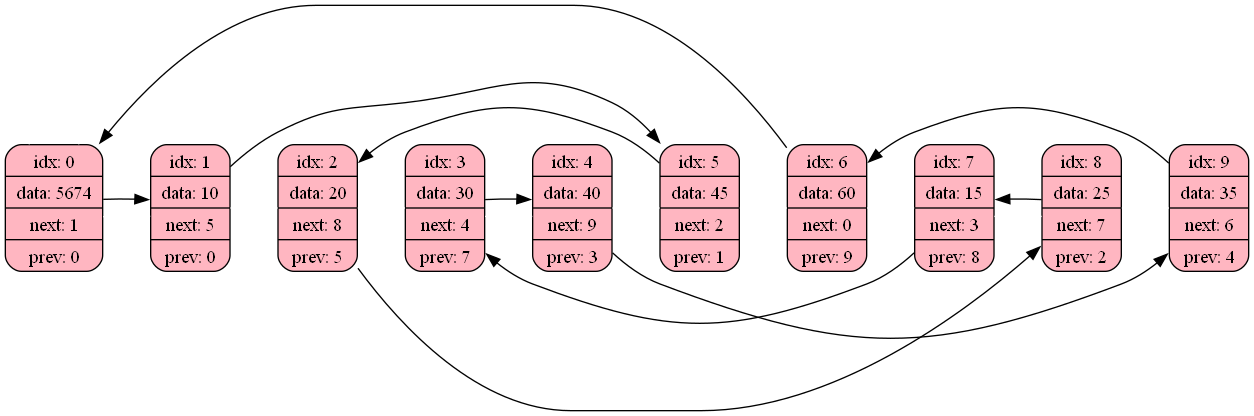 idx: 0
data: 5674
next: 1
prev: 0
idx: 1
data: 10
next: 5
prev: 0
idx: 2
data: 20
next: 8
prev: 5
idx: 3
data: 30
next: 4
prev: 7
idx: 4
data: 40
next: 9
prev: 3
idx: 5
data: 45
next: 2
prev: 1
idx: 6
data: 60
next: 0
prev: 9
idx: 7
data: 15
next: 3
prev: 8
idx: 8
data: 25
next: 7
prev: 2
idx: 9
data: 35
next: 6
prev: 4